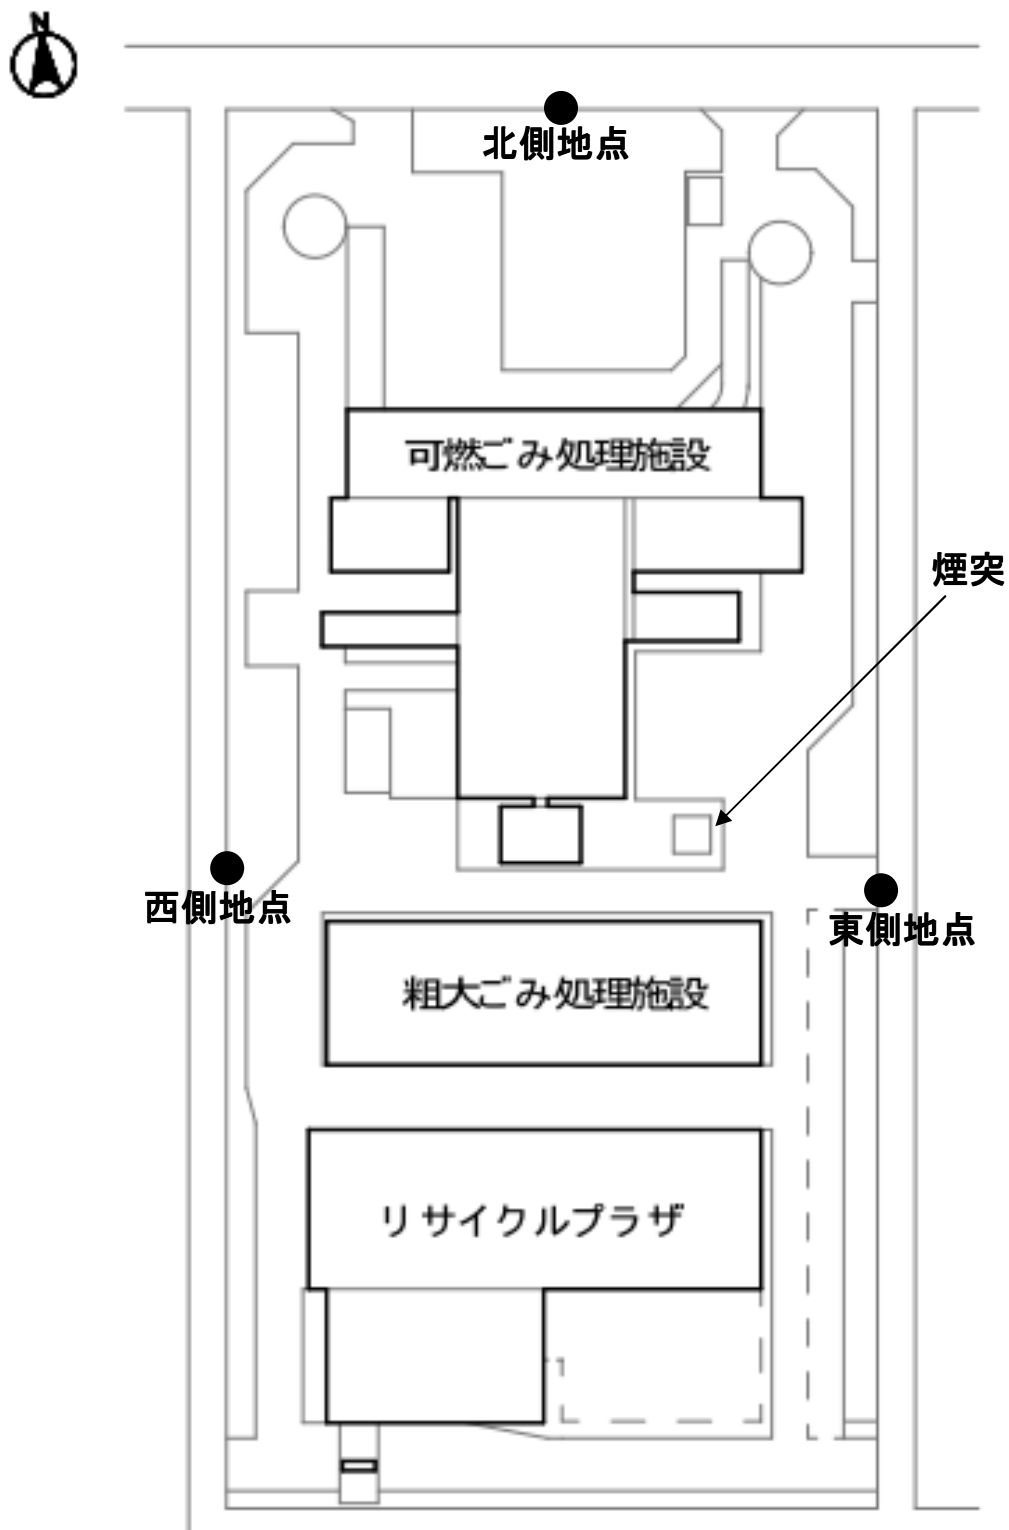 N
北側地点
可燃ごみ処理施設
煙突
西側地点
東側地点
粗大ごみ処理施設
リサイクルプラザ